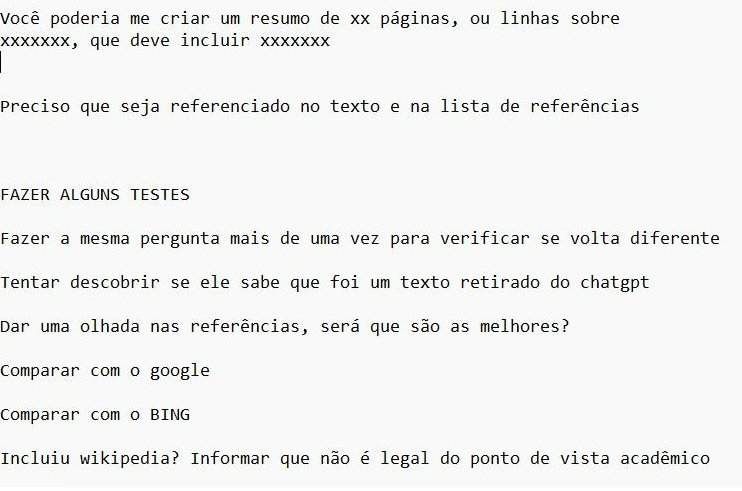 Você poderia me criar um resumo de xx páginas, ou linhas sobre
xxxxxxx, que deve incluir xxxxxxx
Preciso que seja referenciado no texto e na lista de referências
FAZER ALGUNS TESTES
Fazer a mesma pergunta mais de uma vez para verificar se volta diferente
Tentar descobrir se ele sabe que foi um texto retirado do chatgpt
Dar uma olhada nas referências, será que são as melhores?
Comparar com o google
Comparar com o BING
Incluiu wikipedia? Informar que não é legal do ponto de vista acadêmico